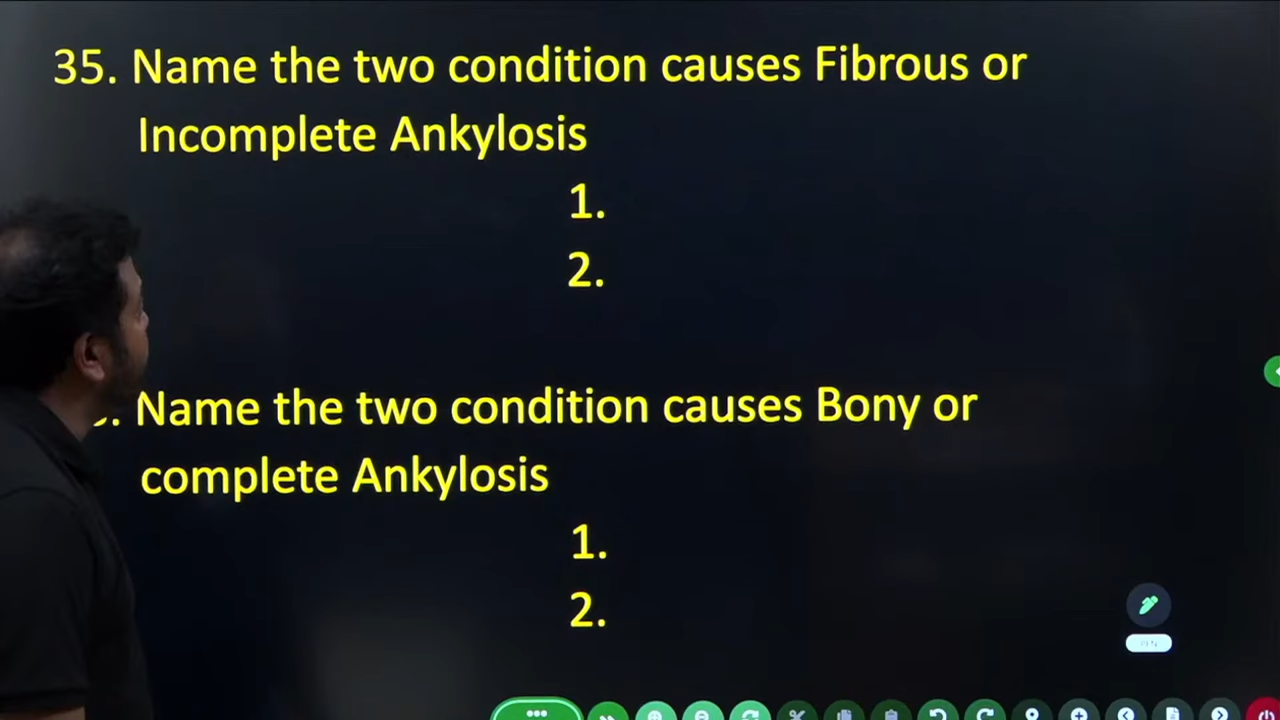 35. Name the two condition causes Fibrous or
Incomplete Ankylosis
1.
2.
Name the two condition causes Bony or
complete Ankylosis
1.
2.